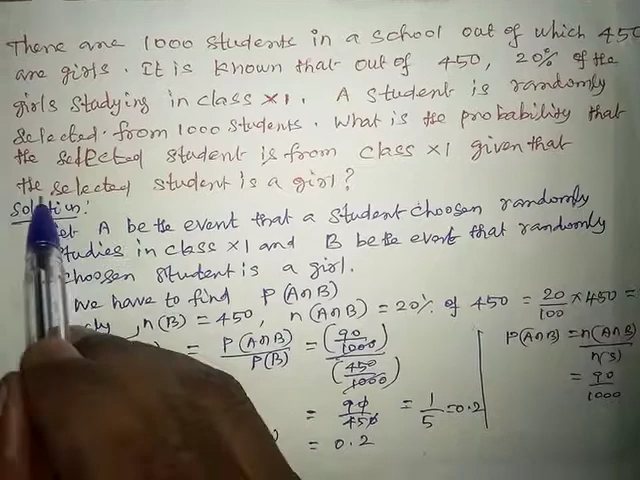 There are 1000 students in a school out of which 450
are girls. It is known that out of 450, 20% of the
girls studying in class X1. A student is randomly
selected from 1000 students. What is the probability that
the selected student is from class X1 given that
the selected student is a girl?
Solution:
Let A be the event that a student choosen randomly
studies in class X1 and B be the event that randomly
choosen student is a girl.
we have to find P(A∩B)
n(B) = 450, n(A∩B) = 20% of 450 = 20/100 × 450 =
= P(A∩B)/P(B) = (90/1000)/(450/1000)
= 90/450 = 1/5 = 0.2
= 0.2
P(A∩B) = n(A∩B)/n(S)
= 90/1000